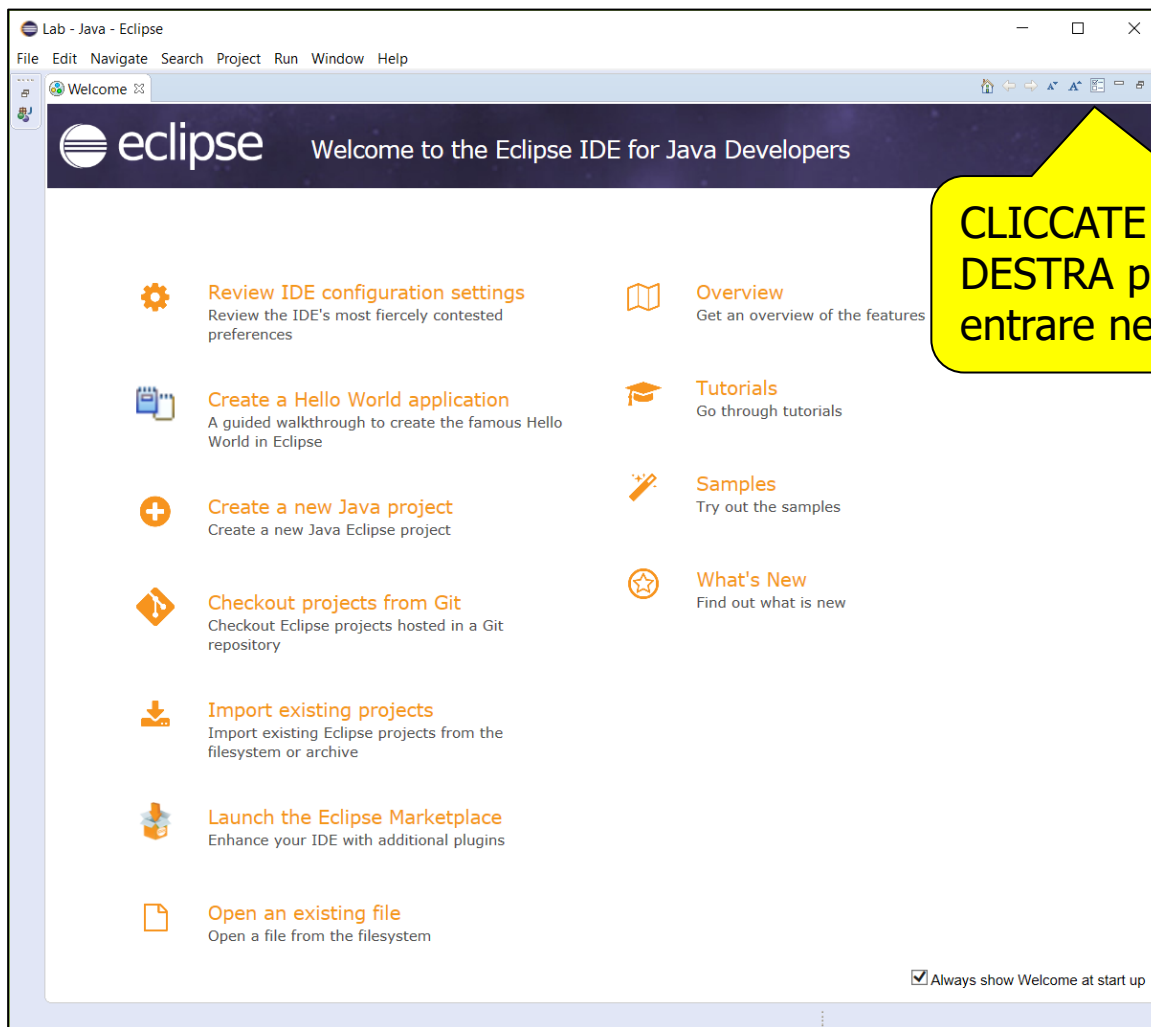 Lab - Java - Eclipse
File Edit Navigate Search Project Run Window Help
Welcome
eclipse Welcome to the Eclipse IDE for Java Developers
CLICCATE
DESTRA p
entrare ne
Review IDE configuration settings
Review the IDE's most fiercely contested
preferences
Overview
Get an overview of the features
Create a Hello World application
A guided walkthrough to create the famous Hello
World in Eclipse
Tutorials
Go through tutorials
Create a new Java project
Create a new Java Eclipse project
Samples
Try out the samples
Checkout projects from Git
Checkout Eclipse projects hosted in a Git
repository
What's New
Find out what is new
Import existing projects
Import existing Eclipse projects from the
filesystem or archive
Launch the Eclipse Marketplace
Enhance your IDE with additional plugins
Open an existing file
Open a file from the filesystem
Always show Welcome at start up